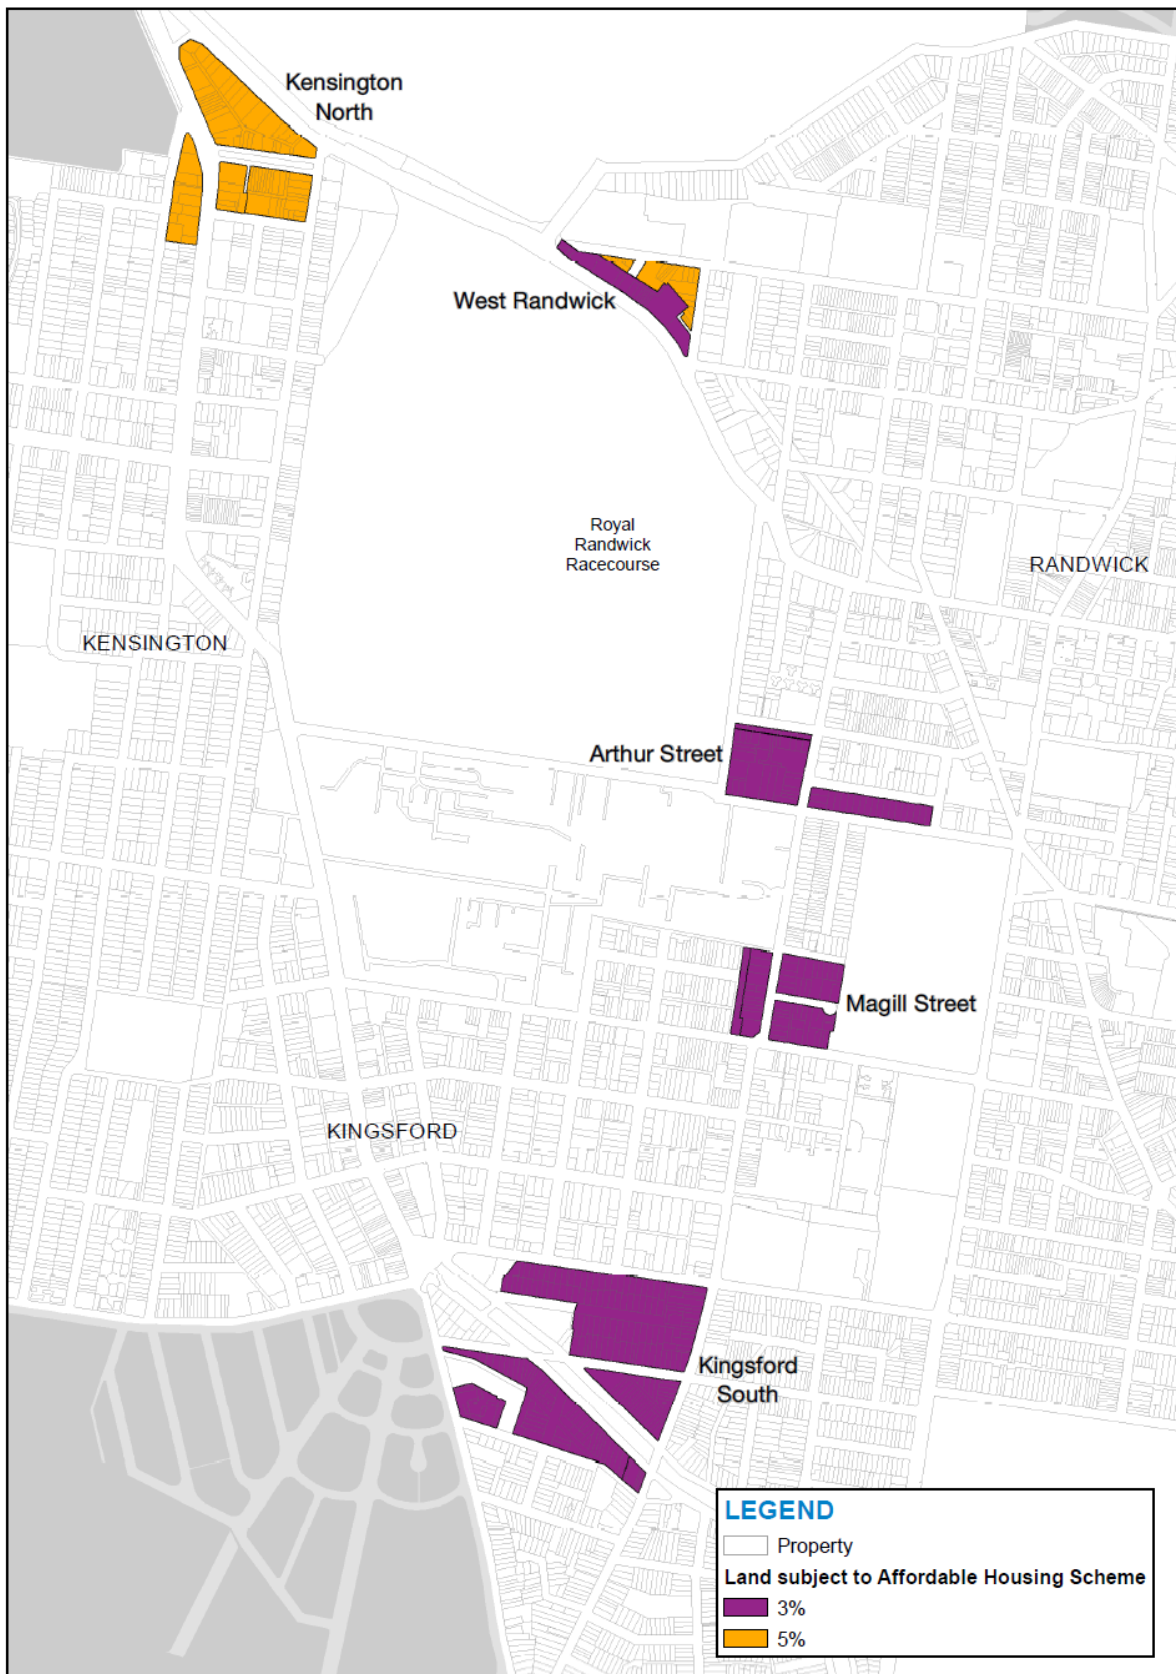 Kensington
North
West Randwick
Royal
Randwick
Racecourse
RANDWICK
KENSINGTON
Arthur Street
Magill Street
KINGSFORD
Kingsford
South
LEGEND
Property
Land subject to Affordable Housing Scheme
3%
5%